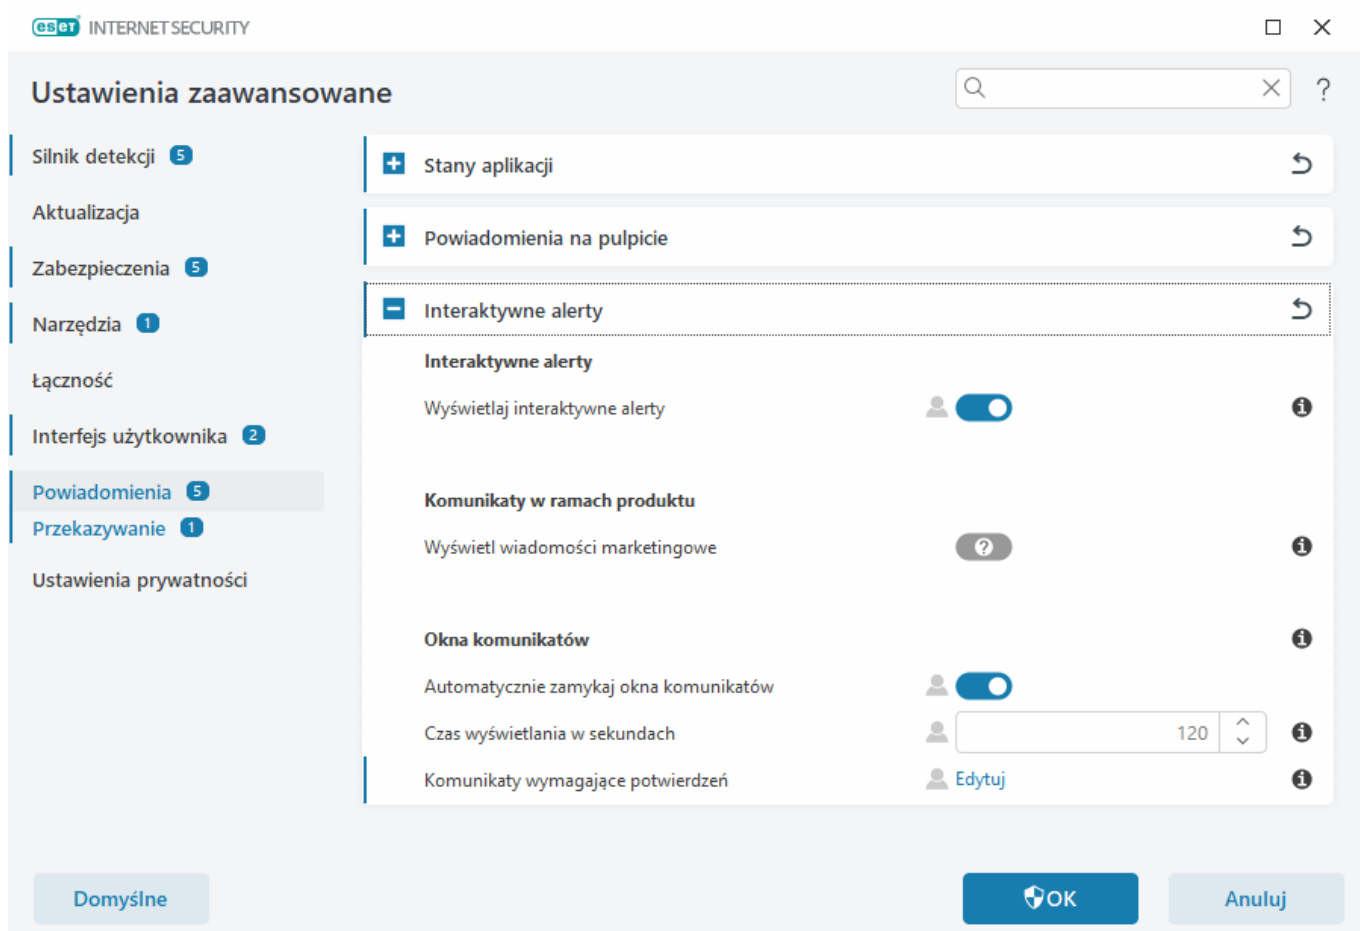 eset INTERNET SECURITY
Ustawienia zaawansowane
?
Silnik detekcji 5
Aktualizacja
Zabezpieczenia 5
Narzędzia 1
Łączność
Interfejs użytkownika 2
Powiadomienia 5
Przekazywanie 1
Ustawienia prywatności
Stany aplikacji
Powiadomienia na pulpicie
Interaktywne alerty
Interaktywne alerty
Wyświetlaj interaktywne alerty
Komunikaty w ramach produktu
Wyświetl wiadomości marketingowe ?
Okna komunikatów
Automatycznie zamykaj okna komunikatów
Czas wyświetlania w sekundach 120
Komunikaty wymagające potwierdzeń Edytuj
Domyślne
OK
Anuluj